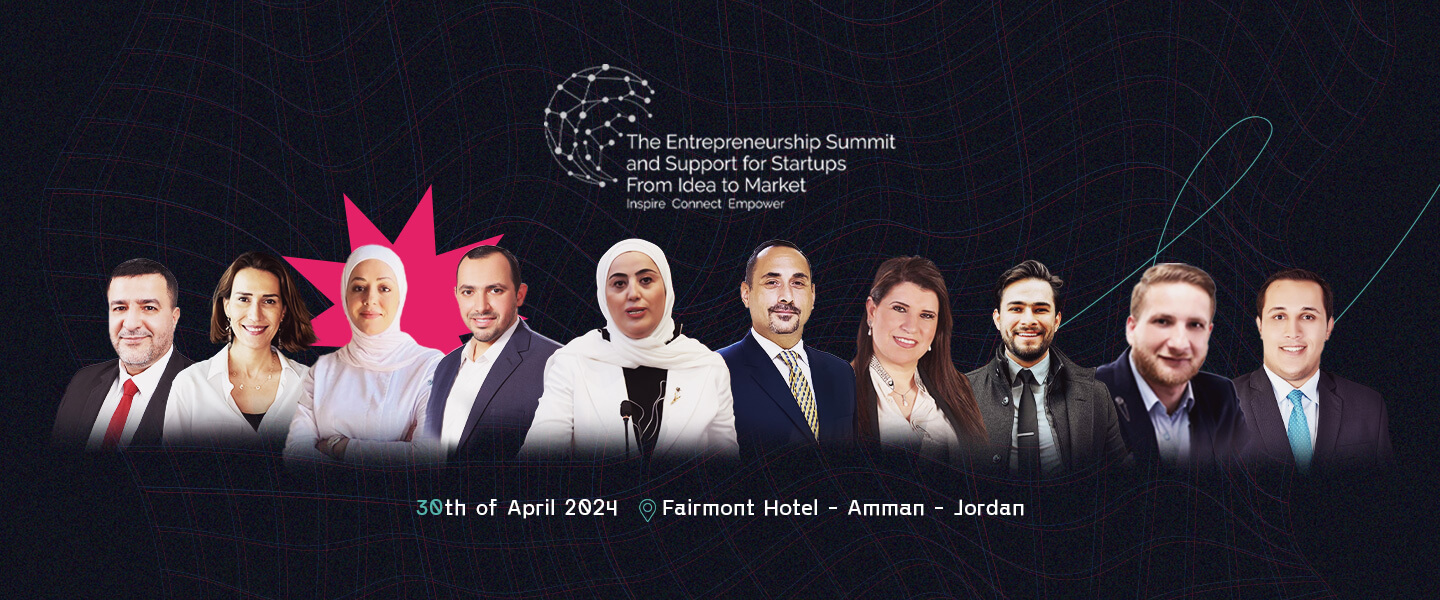 The Entrepreneurship Summit
and Support for Startups
From Idea to Market
Inspire Connect Empower
30th of April 2024 Fairmont Hotel - Amman - Jordan